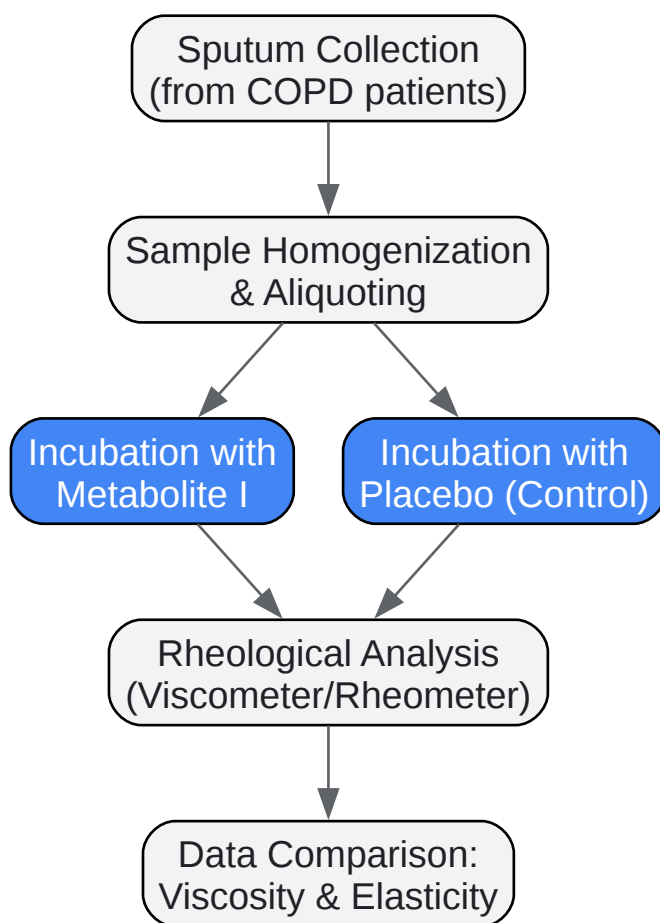 Sputum Collection
(from COPD patients)
Sample Homogenization
& Aliquoting
Incubation with
Metabolite I
Incubation with
Placebo (Control)
Rheological Analysis
(Viscometer/Rheometer)
Data Comparison:
Viscosity & Elasticity